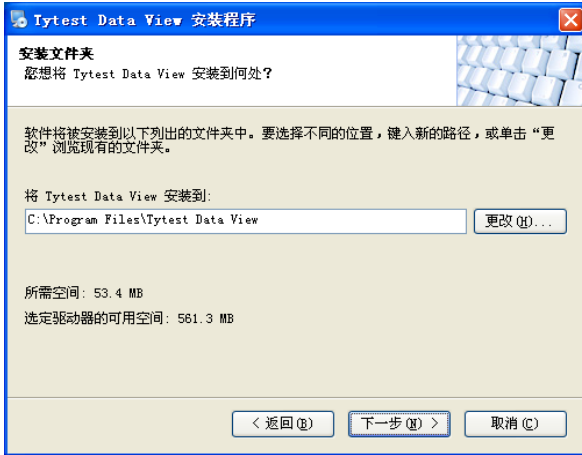 Tytest Data View 安装程序
安装文件夹
您想将 Tytest Data View 安装到何处?
软件将被安装到以下列出的文件夹中。要选择不同的位置，键入新的路径，或单击“更
改”浏览现有的文件夹。
将 Tytest Data View 安装到:
C:\Program Files\Tytest Data View
更改(H)...
所需空间: 53.4 MB
选定驱动器的可用空间: 561.3 MB
< 返回(B)
下一步(N) >
取消(C)